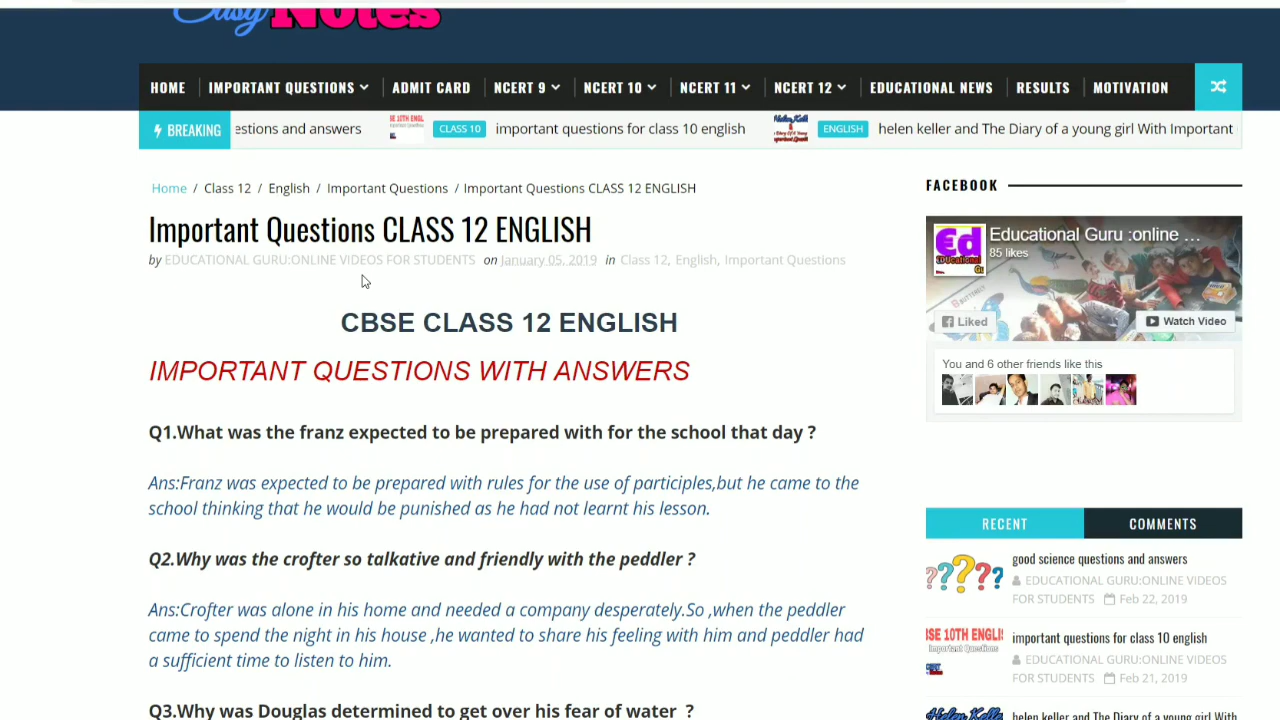 Easy Notes
HOME
IMPORTANT QUESTIONS
ADMIT CARD
NCERT 9
NCERT 10
NCERT 11
NCERT 12
EDUCATIONAL NEWS
RESULTS
MOTIVATION
BREAKING
estions and answers
CLASS 10
important questions for class 10 english
ENGLISH
helen keller and The Diary of a young girl With Important
Home / Class 12 / English / Important Questions / Important Questions CLASS 12 ENGLISH
Important Questions CLASS 12 ENGLISH
by EDUCATIONAL GURU:ONLINE VIDEOS FOR STUDENTS on January 05, 2019 in Class 12, English, Important Questions
CBSE CLASS 12 ENGLISH
IMPORTANT QUESTIONS WITH ANSWERS
Q1.What was the franz expected to be prepared with for the school that day ?
Ans:Franz was expected to be prepared with rules for the use of participles,but he came to the
school thinking that he would be punished as he had not learnt his lesson.
Q2.Why was the crofter so talkative and friendly with the peddler ?
Ans:Crofter was alone in his home and needed a company desperately.So ,when the peddler
came to spend the night in his house ,he wanted to share his feeling with him and peddler had
a sufficient time to listen to him.
Q3.Why was Douglas determined to get over his fear of water ?
FACEBOOK
Ed
Educational
Educational Guru :online ...
85 likes
Liked
Watch Video
You and 6 other friends like this
RECENT
COMMENTS
good science questions and answers
EDUCATIONAL GURU:ONLINE VIDEOS
FOR STUDENTS Feb 22, 2019
important questions for class 10 english
EDUCATIONAL GURU:ONLINE VIDEOS
FOR STUDENTS Feb 21, 2019
helen keller and The Diary of a young girl With